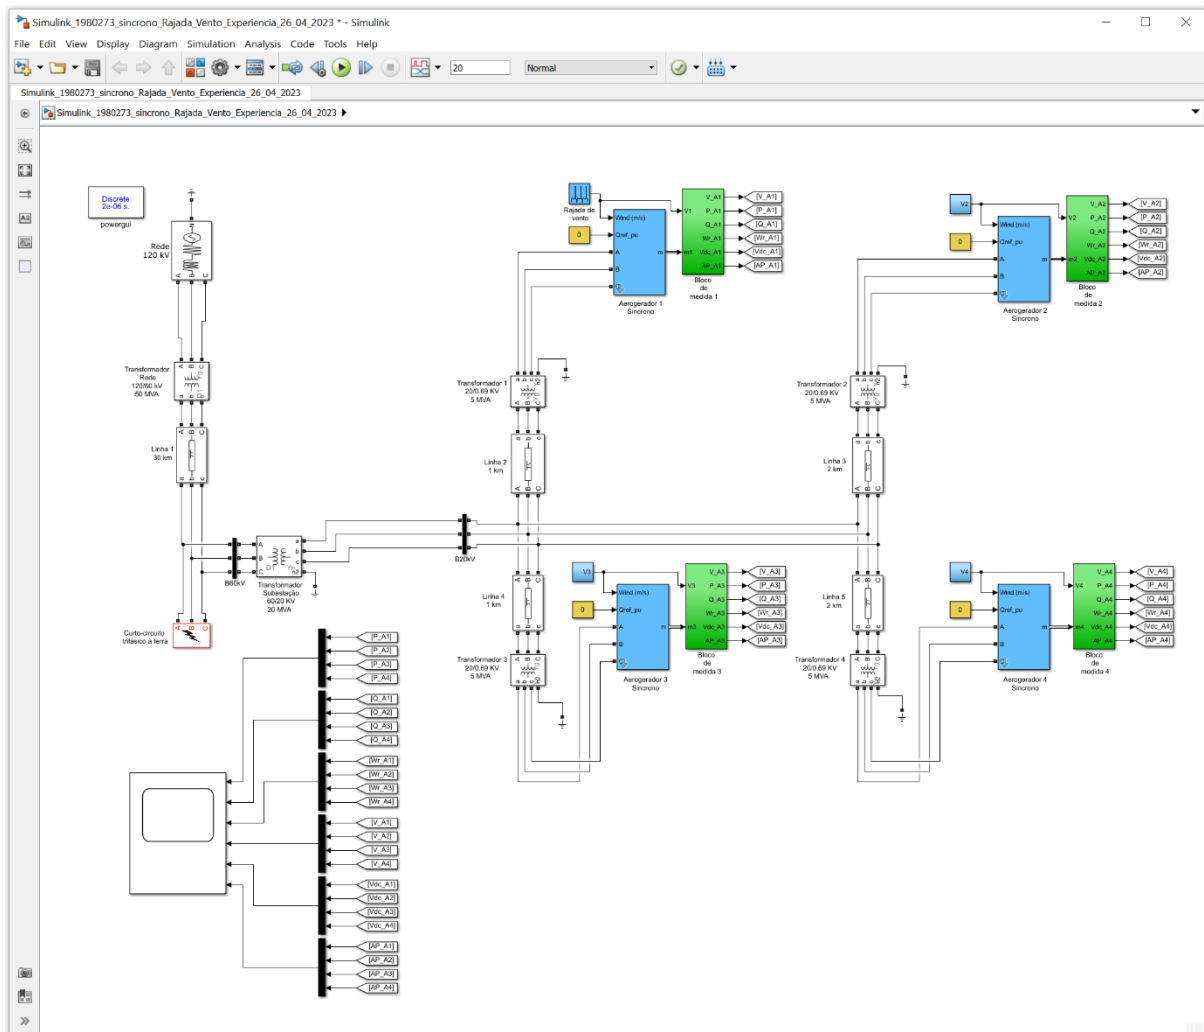 Simulink_1980273_sincrono_Rajada_Vento_Experiencia_26_04_2023 * - Simulink
File Edit View Display Diagram Simulation Analysis Code Tools Help
20 Normal
Simulink_1980273_sincrono_Rajada_Vento_Experiencia_26_04_2023
Simulink_1980273_sincrono_Rajada_Vento_Experiencia_26_04_2023
Discrete
2e-06 s.
powergui
Rede
120 kV
A B C
Transformador
Rede
120/60 kV
50 MVA
A B C
a b c
Linha 1
30 km
A B C
a b c
B60kV
A
B
C
a
b
c
n2
Transformador
Subestação
60/20 KV
20 MVA
B20kV
Curto-circuito
trifásico à terra
A B C
Rajada de
vento
0
Wind (m/s)
Qref_pu
A
B
C
m
Aerogerador 1
Sincrono
V1
m1
V_A1
P_A1
Q_A1
Wr_A1
Vdc_A1
AP_A1
Bloco
de
medida 1
[V_A1]
[P_A1]
[Q_A1]
[Wr_A1]
[Vdc_A1]
[AP_A1]
Transformador 1
20/0.69 KV
5 MVA
Linha 2
1 km
V2
0
Wind (m/s)
Qref_pu
A
B
C
m
Aerogerador 2
Sincrono
V2
m2
V_A2
P_A2
Q_A2
Wr_A2
Vdc_A2
AP_A2
Bloco
de
medida 2
[V_A2]
[P_A2]
[Q_A2]
[Wr_A2]
[Vdc_A2]
[AP_A2]
Transformador 2
20/0.69 KV
5 MVA
Linha 3
2 km
V3
0
Wind (m/s)
Qref_pu
A
B
C
m
Aerogerador 3
Sincrono
V3
m3
V_A3
P_A3
Q_A3
Wr_A3
Vdc_A3
AP_A3
Bloco
de
medida 3
[V_A3]
[P_A3]
[Q_A3]
[Wr_A3]
[Vdc_A3]
[AP_A3]
Linha 4
1 km
Transformador 3
20/0.69 KV
5 MVA
V4
0
Wind (m/s)
Qref_pu
A
B
C
m
Aerogerador 4
Sincrono
V4
m4
V_A4
P_A4
Q_A4
Wr_A4
Vdc_A4
AP_A4
Bloco
de
medida 4
[V_A4]
[P_A4]
[Q_A4]
[Wr_A4]
[Vdc_A4]
[AP_A4]
Linha 5
2 km
Transformador 4
20/0.69 KV
5 MVA
[P_A1]
[P_A2]
[P_A3]
[P_A4]
[Q_A1]
[Q_A2]
[Q_A3]
[Q_A4]
[Wr_A1]
[Wr_A2]
[Wr_A3]
[Wr_A4]
[V_A1]
[V_A2]
[V_A3]
[V_A4]
[Vdc_A1]
[Vdc_A2]
[Vdc_A3]
[Vdc_A4]
[AP_A1]
[AP_A2]
[AP_A3]
[AP_A4]